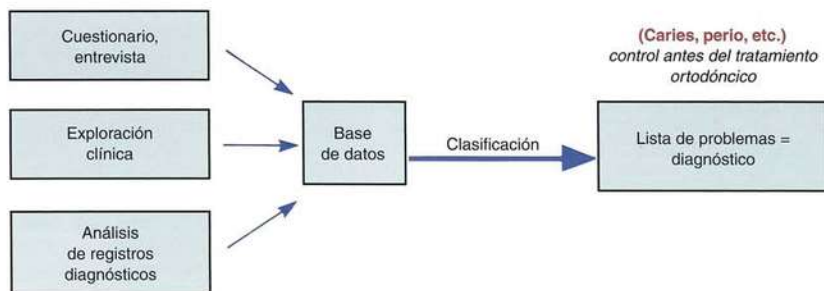 Cuestionario,
entrevista
Exploración
clínica
Análisis
de registros
diagnósticos
Base
de datos
Clasificación
(Caries, perio, etc.)
control antes del tratamiento
ortodóncico
Lista de problemas =
diagnóstico